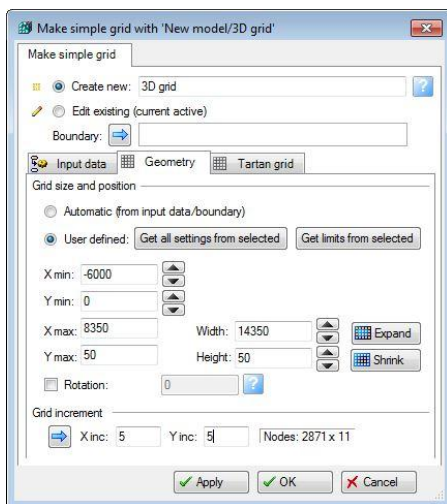 Make simple grid with 'New model/3D grid'
Make simple grid
Create new: 3D grid ?
Edit existing (current active)
Boundary:
Input data Geometry Tartan grid
Grid size and position
Automatic (from input data/boundary)
User defined: Get all settings from selected Get limits from selected
X min: -6000
Y min: 0
X max: 8350 Width: 14350 Expand
Y max: 50 Height: 50 Shrink
Rotation: 0 ?
Grid increment
X inc: 5 Y inc: 5 Nodes: 2871 x 11
Apply OK Cancel